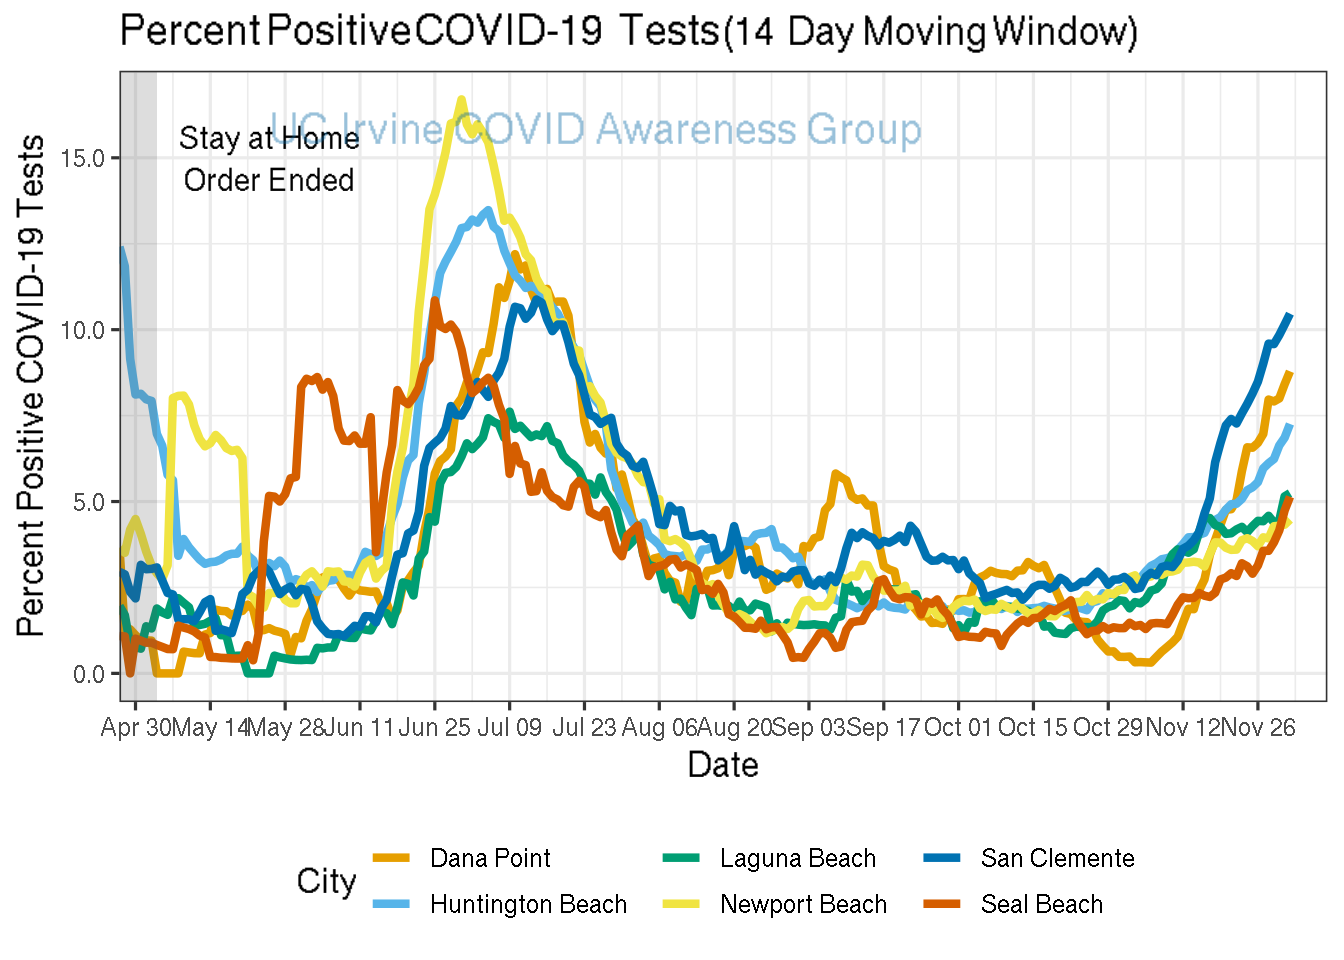 Percent Positive COVID-19 Tests(14 Day Moving Window)
UC Irvine COVID Awareness Group
Stay at Home
Order Ended
Percent Positive COVID-19 Tests
15.0
10.0
5.0
0.0
Apr 30 May 14 May 28 Jun 11 Jun 25 Jul 09 Jul 23 Aug 06 Aug 20 Sep 03 Sep 17 Oct 01 Oct 15 Oct 29 Nov 12 Nov 26
Date
City
Dana Point Laguna Beach San Clemente
Huntington Beach Newport Beach Seal Beach